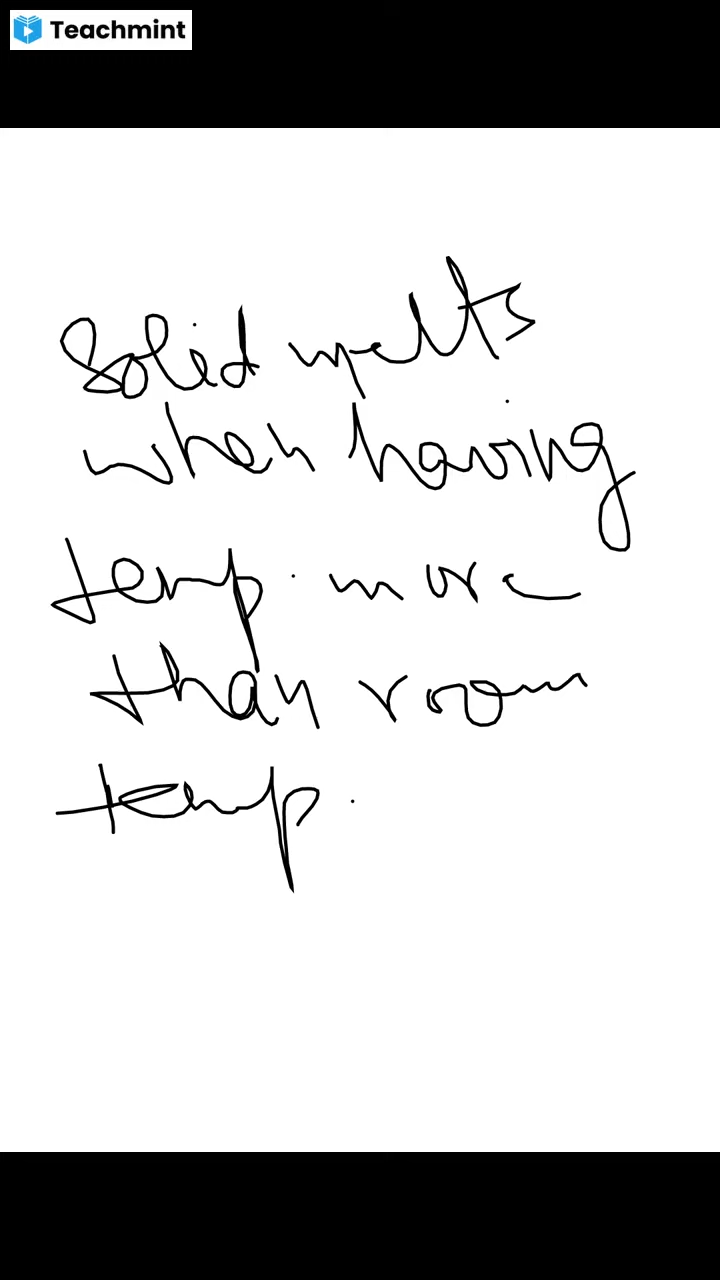 Teachmint
Solid melts
when having
temp. more
than room
temp.